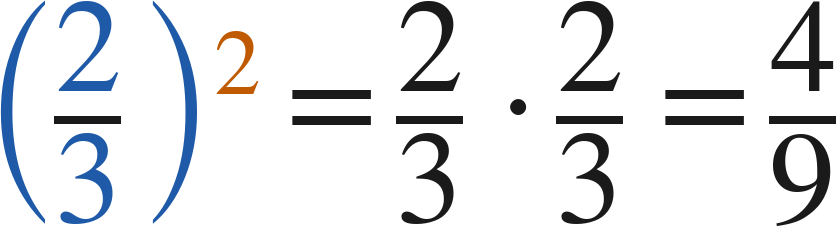 (2/3)² = 2/3 · 2/3 = 4/9